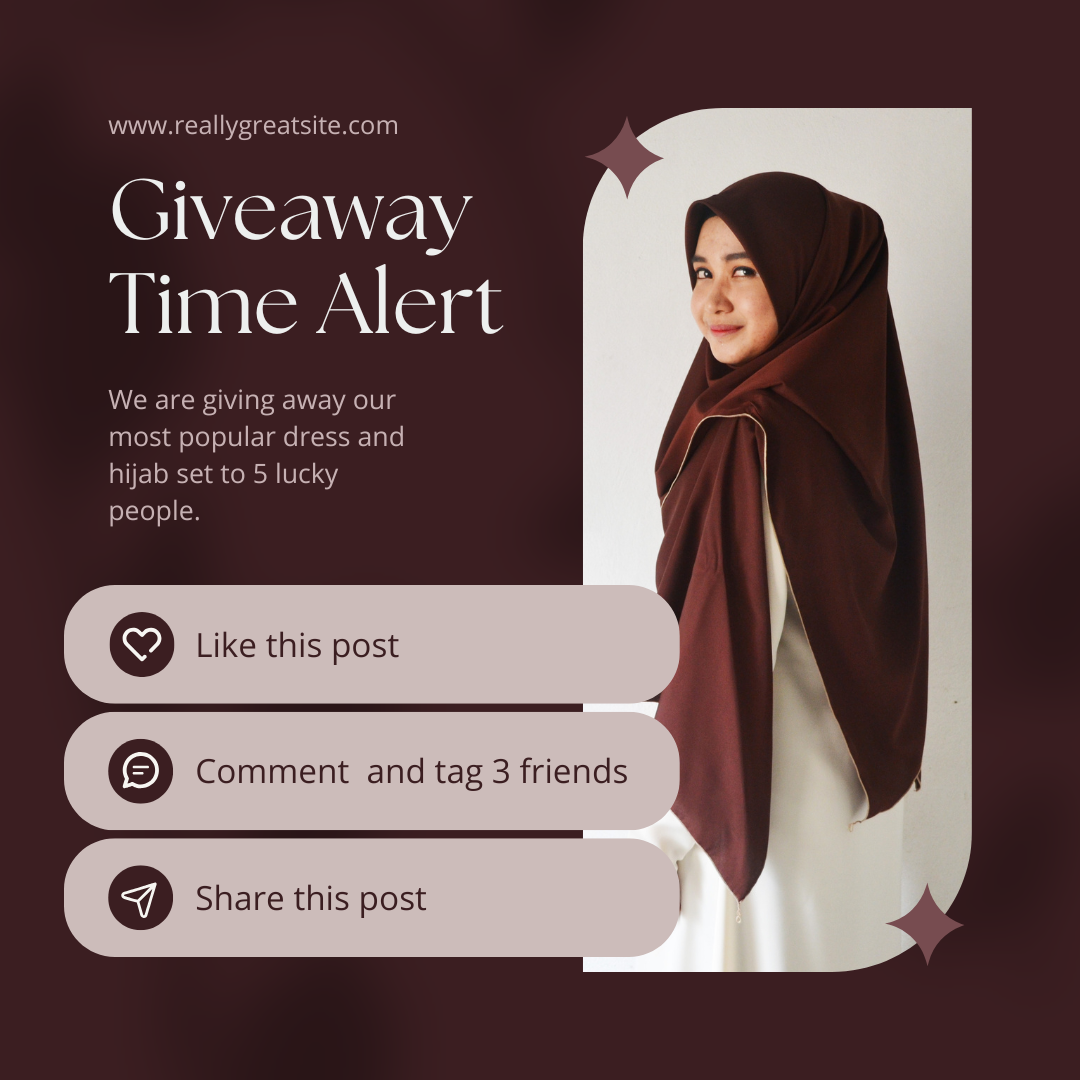 www.reallygreatsite.com
Giveaway
Time Alert
We are giving away our
most popular dress and
hijab set to 5 lucky
people.
Like this post
Comment  and tag 3 friends
Share this post